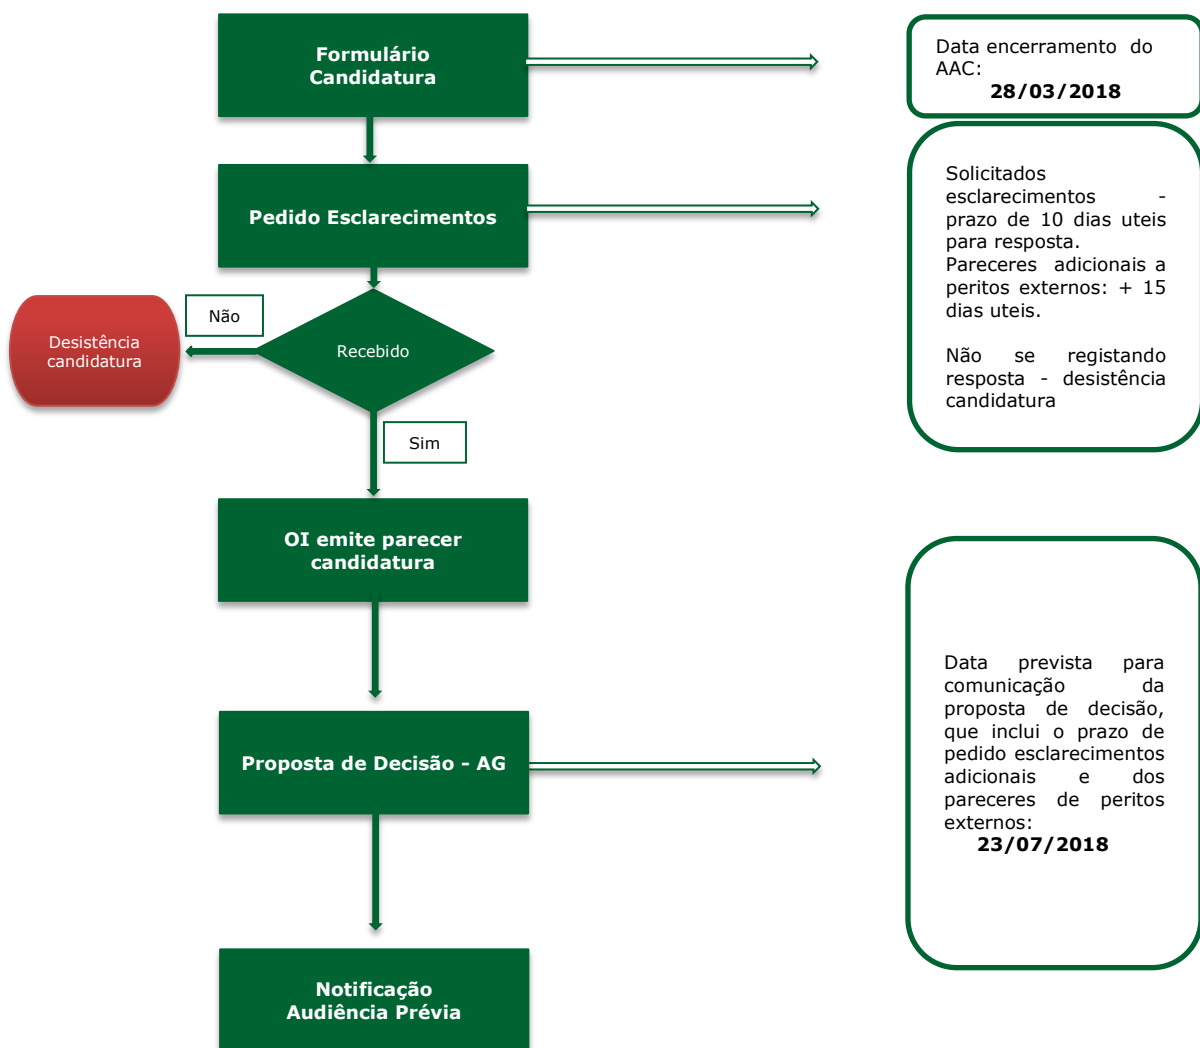 Formulário
Candidatura
Data encerramento do
AAC:
28/03/2018
Pedido Esclarecimentos
Solicitados
esclarecimentos -
prazo de 10 dias uteis
para resposta.
Pareceres adicionais a
peritos externos: + 15
dias uteis.
Não se registando
resposta - desistência
candidatura
Não
Desistência
candidatura
Recebido
Sim
OI emite parecer
candidatura
Proposta de Decisão - AG
Data prevista para
comunicação da
proposta de decisão,
que inclui o prazo de
pedido esclarecimentos
adicionais e dos
pareceres de peritos
externos:
23/07/2018
Notificação
Audiência Prévia